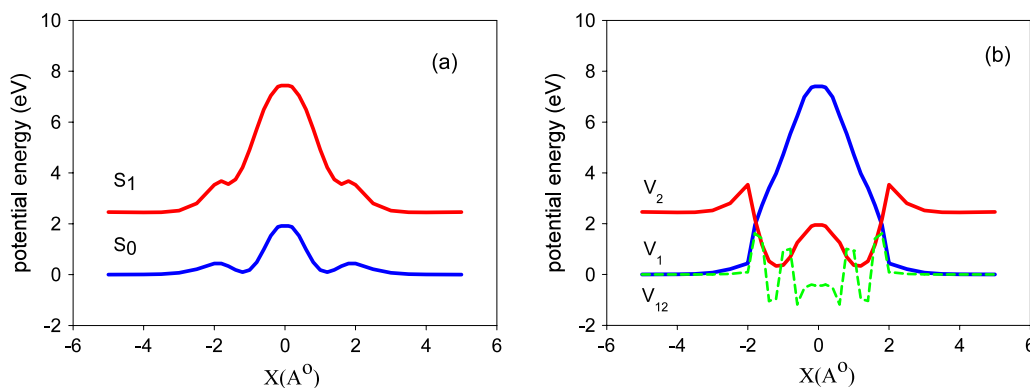 10
8
6
4
2
0
-2
potential energy (eV)
(a)
S1
S0
-6 -4 -2 0 2 4 6
X(A^o)
10
8
6
4
2
0
-2
potential energy (eV)
(b)
V2
V1
V12
-6 -4 -2 0 2 4 6
X(A^o)